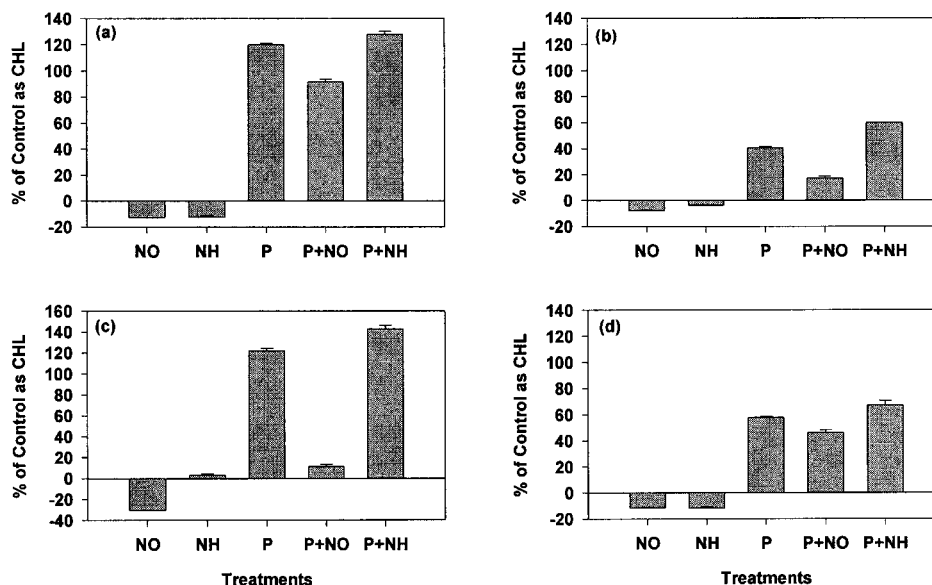 (a)
% of Control as CHL
140
120
100
80
60
40
20
0
-20
NO NH P P+NO P+NH
(b)
% of Control as CHL
140
120
100
80
60
40
20
0
-20
NO NH P P+NO P+NH
(c)
% of Control as CHL
160
140
120
100
80
60
40
20
0
-20
-40
NO NH P P+NO P+NH
Treatments
(d)
% of Control as CHL
140
120
100
80
60
40
20
0
-20
NO NH P P+NO P+NH
Treatments